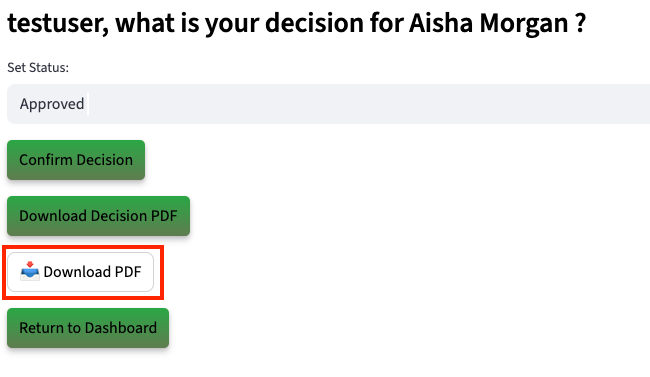 testuser, what is your decision for Aisha Morgan ?
Set Status:
Approved
Confirm Decision
Download Decision PDF
Download PDF
Return to Dashboard